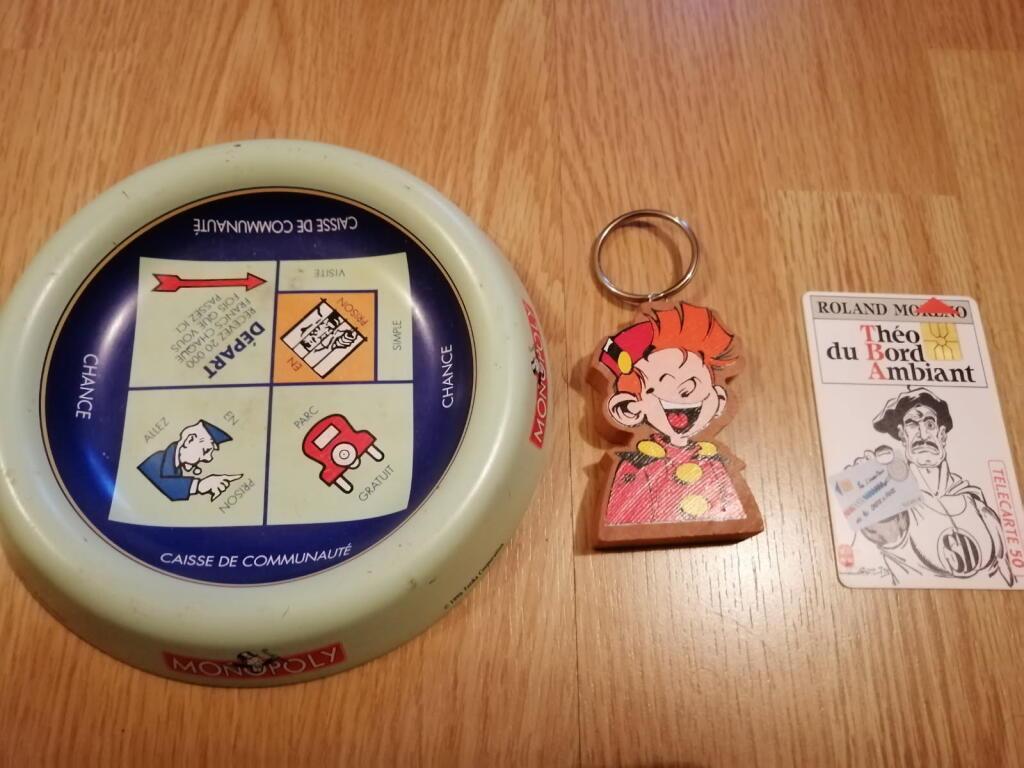 CAISSE DE COMMUNAUTÉ
CHANCE
DÉPART
RECEVEZ 20 000
FRANCS CHAQUE
FOIS QUE VOUS
PASSEZ ICI
VISITE
SIMPLE
EN
PRISON
ALLEZ
EN
PRISON
PARC
GRATUIT
CHANCE
CAISSE DE COMMUNAUTÉ
MONOPOLY
MONOPOLY
ROLAND MORENO
Théo
du Bord
Ambiant
SD
TELECARTE 50